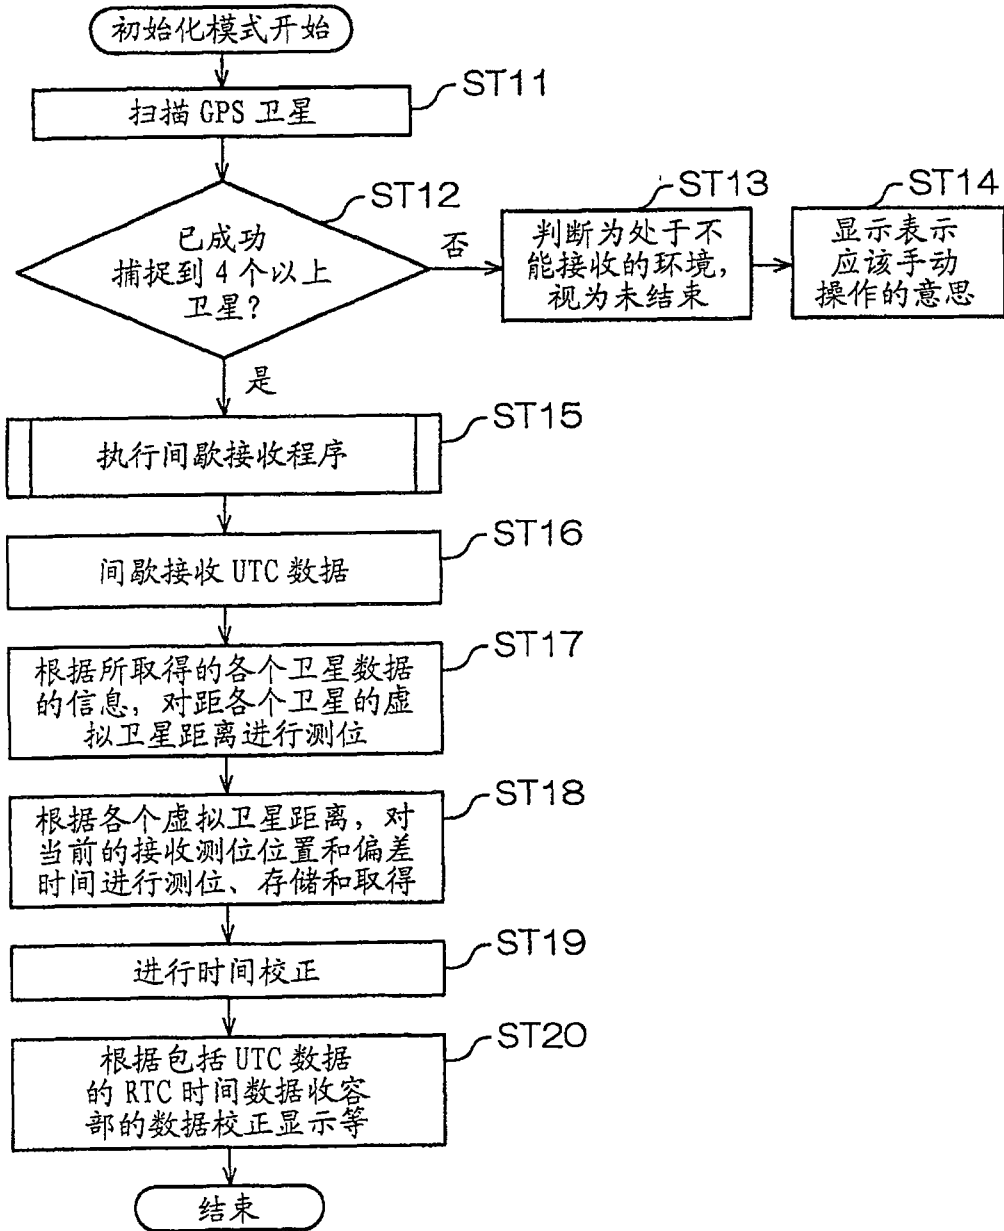 初始化模式开始
ST11
扫描 GPS 卫星
ST12
已成功
捕捉到 4 个以上
卫星?
否
ST13
判断为处于不
能接收的环境,
视为未结束
ST14
显示表示
应该手动
操作的意思
是
ST15
执行间歇接收程序
ST16
间歇接收 UTC 数据
ST17
根据所取得的各个卫星数据
的信息，对距各个卫星的虚
拟卫星距离进行测位
ST18
根据各个虚拟卫星距离，对
当前的接收测位位置和偏差
时间进行测位、存储和取得
ST19
进行时间校正
ST20
根据包括 UTC 数据
的 RTC 时间数据收容
部的数据校正显示等
结束